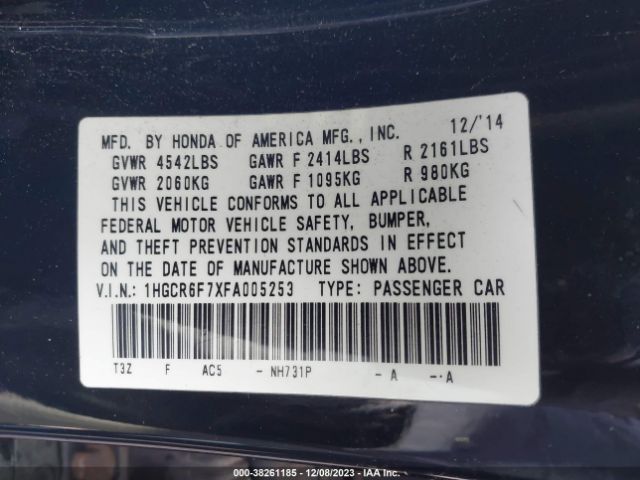 MFD. BY HONDA OF AMERICA MFG., INC. 12/'14
GVWR 4542LBS GAWR F 2414LBS R 2161LBS
GVWR 2060KG GAWR F 1095KG R 980KG
THIS VEHICLE CONFORMS TO ALL APPLICABLE
FEDERAL MOTOR VEHICLE SAFETY, BUMPER,
AND THEFT PREVENTION STANDARDS IN EFFECT
ON THE DATE OF MANUFACTURE SHOWN ABOVE.
V.I.N.: 1HGCR6F7XFA005253 TYPE: PASSENGER CAR
T3Z F AC5 - NH731P - A - A
000-38261185 - 12/08/2023 - IAA Inc.